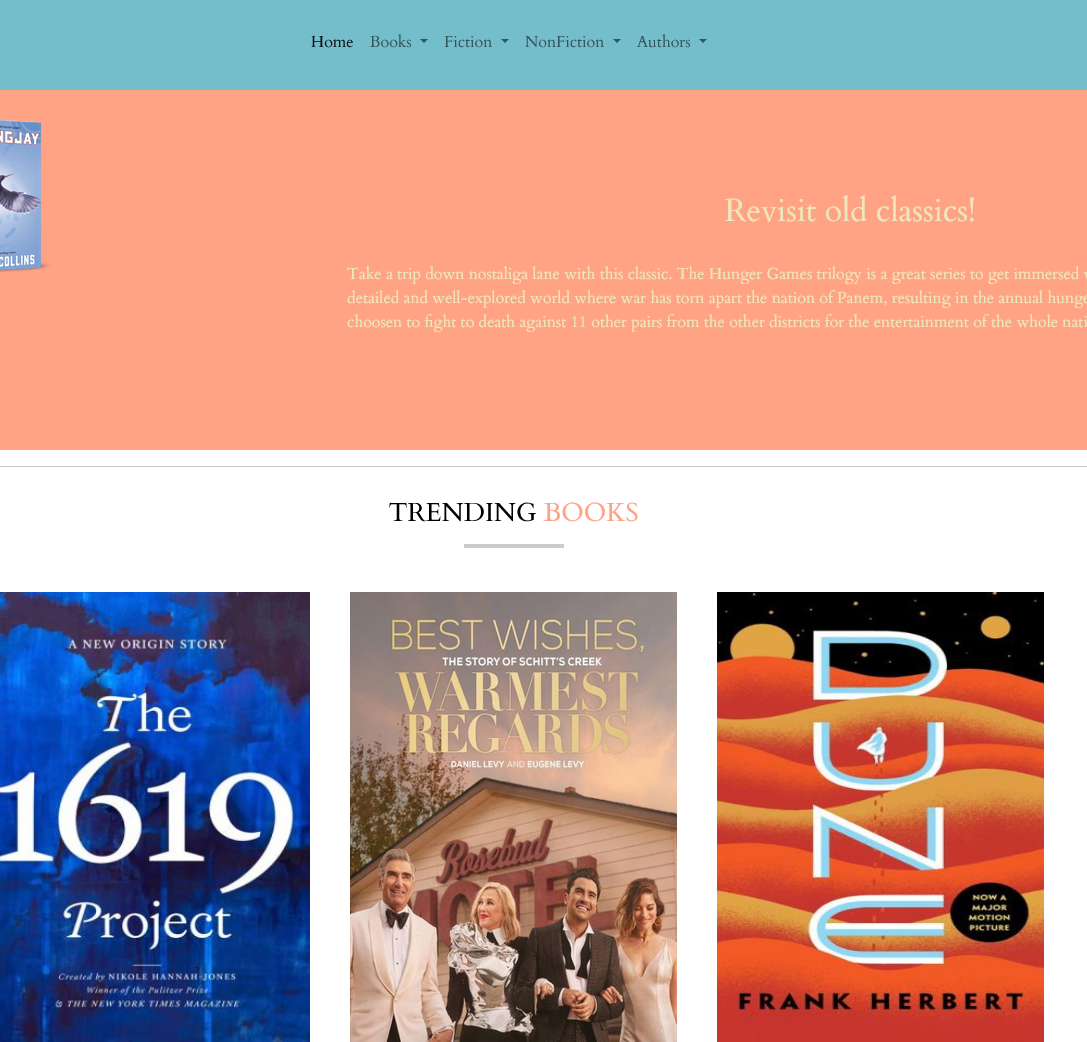 Home Books Fiction NonFiction Authors
NGJAY
COLLINS
Revisit old classics!
Take a trip down nostaliga lane with this classic. The Hunger Games trilogy is a great series to get immersed
detailed and well-explored world where war has torn apart the nation of Panem, resulting in the annual hunge
choosen to fight to death against 11 other pairs from the other districts for the entertainment of the whole nati
TRENDING BOOKS
A NEW ORIGIN STORY
The
1619
Project
Created by NIKOLE HANNAH-JONES
Winner of the Pulitzer Prize
& THE NEW YORK TIMES MAGAZINE
BEST WISHES,
THE STORY OF SCHITT'S CREEK
WARMEST
REGARDS
DANIEL LEVY AND EUGENE LEVY
Rosebud
MOTEL
DUNE
NOW A
MAJOR
MOTION
PICTURE
FRANK HERBERT